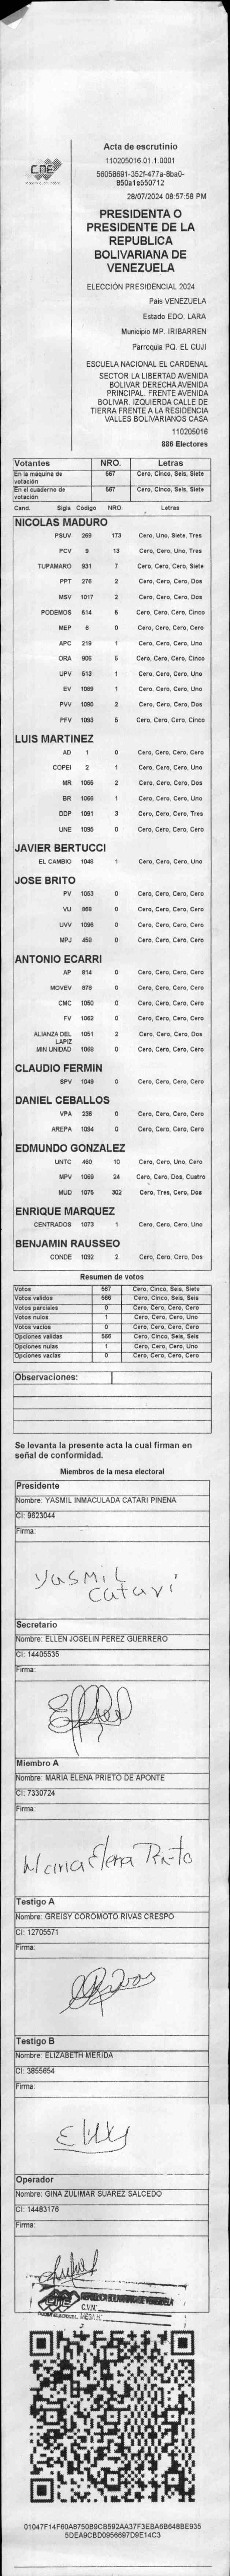 CNE
Acta de escrutinio
110205016.01.1.0001
56058691-352f-477a-8ba0-
850a1e550712
28/07/2024 08:57:58 PM
PRESIDENTA O
PRESIDENTE DE LA
REPUBLICA
BOLIVARIANA DE
VENEZUELA
ELECCIÓN PRESIDENCIAL 2024
País VENEZUELA
Estado EDO. LARA
Municipio MP. IRIBARREN
Parroquia PQ. EL CUJI
ESCUELA NACIONAL EL CARDENAL
SECTOR LA LIBERTAD AVENIDA
BOLIVAR DERECHA AVENIDA
PRINCIPAL. FRENTE AVENIDA
BOLIVAR. IZQUIERDA CALLE DE
TIERRA FRENTE A LA RESIDENCIA
VALLES BOLIVARIANOS CASA
110205016
886 Electores
Votantes NRO. Letras
En la máquina de votación 567 Cero, Cinco, Seis, Siete
En el cuaderno de votación 567 Cero, Cinco, Seis, Siete
Cand. Sigla Codigo NRO. Letras
NICOLAS MADURO
PSUV 269 173 Cero, Uno, Siete, Tres
PCV 9 13 Cero, Cero, Uno, Tres
TUPAMARO 931 7 Cero, Cero, Cero, Siete
PPT 276 2 Cero, Cero, Cero, Dos
MSV 1017 2 Cero, Cero, Cero, Dos
PODEMOS 614 5 Cero, Cero, Cero, Cinco
MEP 6 0 Cero, Cero, Cero, Cero
APC 219 1 Cero, Cero, Cero, Uno
ORA 906 5 Cero, Cero, Cero, Cinco
UPV 513 1 Cero, Cero, Cero, Uno
EV 1089 1 Cero, Cero, Cero, Uno
PVV 1090 2 Cero, Cero, Cero, Dos
PFV 1093 5 Cero, Cero, Cero, Cinco
LUIS MARTINEZ
AD 1 0 Cero, Cero, Cero, Cero
COPEI 2 1 Cero, Cero, Cero, Uno
MR 1065 2 Cero, Cero, Cero, Dos
BR 1066 1 Cero, Cero, Cero, Uno
DDP 1091 3 Cero, Cero, Cero, Tres
UNE 1095 0 Cero, Cero, Cero, Cero
JAVIER BERTUCCI
EL CAMBIO 1048 1 Cero, Cero, Cero, Uno
JOSE BRITO
PV 1053 0 Cero, Cero, Cero, Cero
VU 868 0 Cero, Cero, Cero, Cero
UVV 1096 0 Cero, Cero, Cero, Cero
MPJ 450 0 Cero, Cero, Cero, Cero
ANTONIO ECARRI
AP 814 0 Cero, Cero, Cero, Cero
MOVEV 878 0 Cero, Cero, Cero, Cero
CMC 1050 0 Cero, Cero, Cero, Cero
FV 1062 0 Cero, Cero, Cero, Cero
ALIANZA DEL LAPIZ 1051 2 Cero, Cero, Cero, Dos
MIN UNIDAD 1068 0 Cero, Cero, Cero, Cero
CLAUDIO FERMIN
SPV 1049 0 Cero, Cero, Cero, Cero
DANIEL CEBALLOS
VPA 236 0 Cero, Cero, Cero, Cero
AREPA 1094 0 Cero, Cero, Cero, Cero
EDMUNDO GONZALEZ
UNTC 460 10 Cero, Cero, Uno, Cero
MPV 1069 24 Cero, Cero, Dos, Cuatro
MUD 1075 302 Cero, Tres, Cero, Dos
ENRIQUE MARQUEZ
CENTRADOS 1073 1 Cero, Cero, Cero, Uno
BENJAMIN RAUSSEO
CONDE 1092 2 Cero, Cero, Cero, Dos
Resumen de votos
Votos 567 Cero, Cinco, Seis, Siete
Votos validos 566 Cero, Cinco, Seis, Seis
Votos parciales 0 Cero, Cero, Cero, Cero
Votos nulos 1 Cero, Cero, Cero, Uno
Votos vacios 0 Cero, Cero, Cero, Cero
Opciones validas 566 Cero, Cinco, Seis, Seis
Opciones nulas 1 Cero, Cero, Cero, Uno
Opciones vacias 0 Cero, Cero, Cero, Cero
Observaciones:
Se levanta la presente acta la cual firman en
señal de conformidad.
Miembros de la mesa electoral
Presidente
Nombre: YASMIL INMACULADA CATARI PINENA
CI: 9623044
Firma:
Yasmil
Catari
Secretario
Nombre: ELLEN JOSELIN PEREZ GUERRERO
CI: 14405535
Firma:
Miembro A
Nombre: MARIA ELENA PRIETO DE APONTE
CI: 7330724
Firma:
Maria Elena Prieto
Testigo A
Nombre: GREISY COROMOTO RIVAS CRESPO
CI: 12705571
Firma:
Testigo B
Nombre: ELIZABETH MERIDA
CI: 3855654
Firma:
Operador
Nombre: GINA ZULIMAR SUAREZ SALCEDO
CI: 14483176
Firma:
CNE REPÚBLICA BOLIVARIANA DE VENEZUELA
01047F14F60A8750B9CB592AA37F3EBA6B648BE935
5DEA9CBD0956697D9E14C3